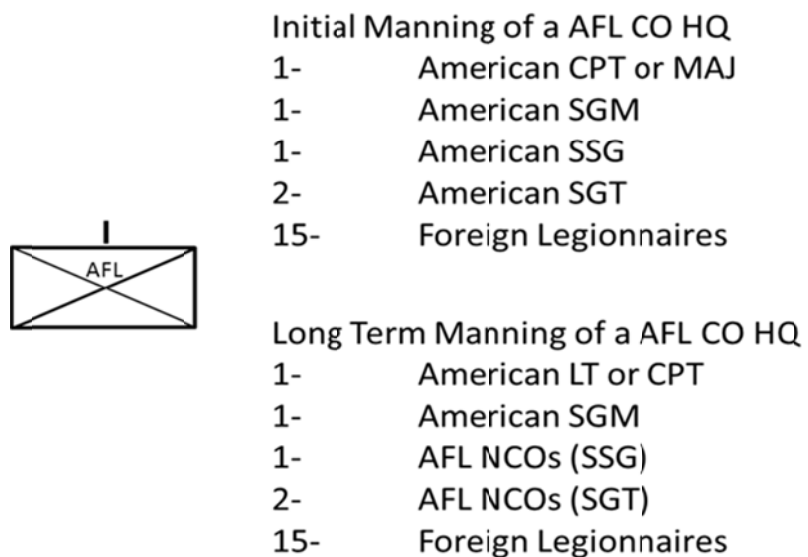 Initial Manning of a AFL CO HQ
1- American CPT or MAJ
1- American SGM
1- American SSG
2- American SGT
15- Foreign Legionnaires
AFL
Long Term Manning of a AFL CO HQ
1- American LT or CPT
1- American SGM
1- AFL NCOs (SSG)
2- AFL NCOs (SGT)
15- Foreign Legionnaires